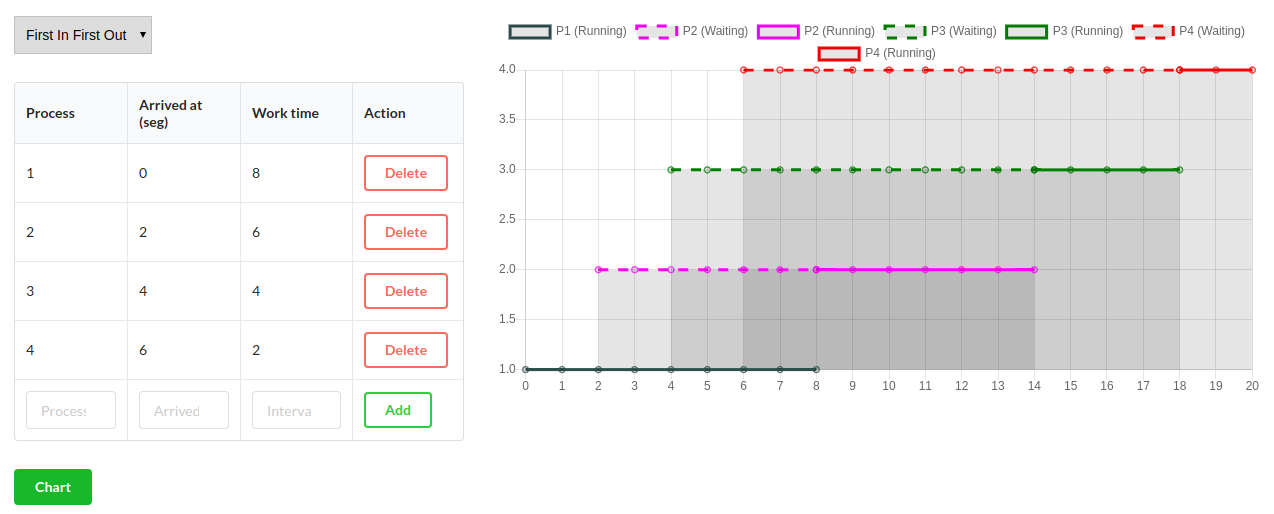 First In First Out
Process Arrived at (seg) Work time Action
1 0 8 Delete
2 2 6 Delete
3 4 4 Delete
4 6 2 Delete
Process Arrived Interva Add
Chart
P1 (Running) P2 (Waiting) P2 (Running) P3 (Waiting) P3 (Running) P4 (Waiting)
P4 (Running)
4.0
3.5
3.0
2.5
2.0
1.5
1.0
0 1 2 3 4 5 6 7 8 9 10 11 12 13 14 15 16 17 18 19 20